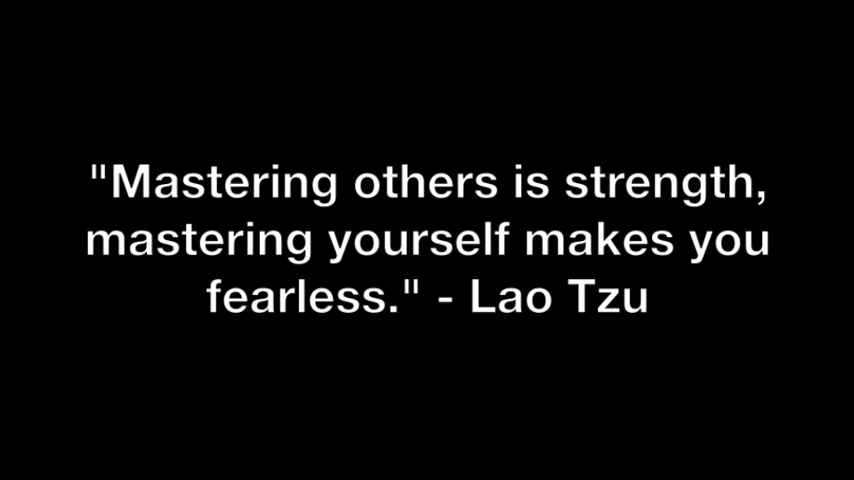 "Mastering others is strength,
mastering yourself makes you
fearless." - Lao Tzu